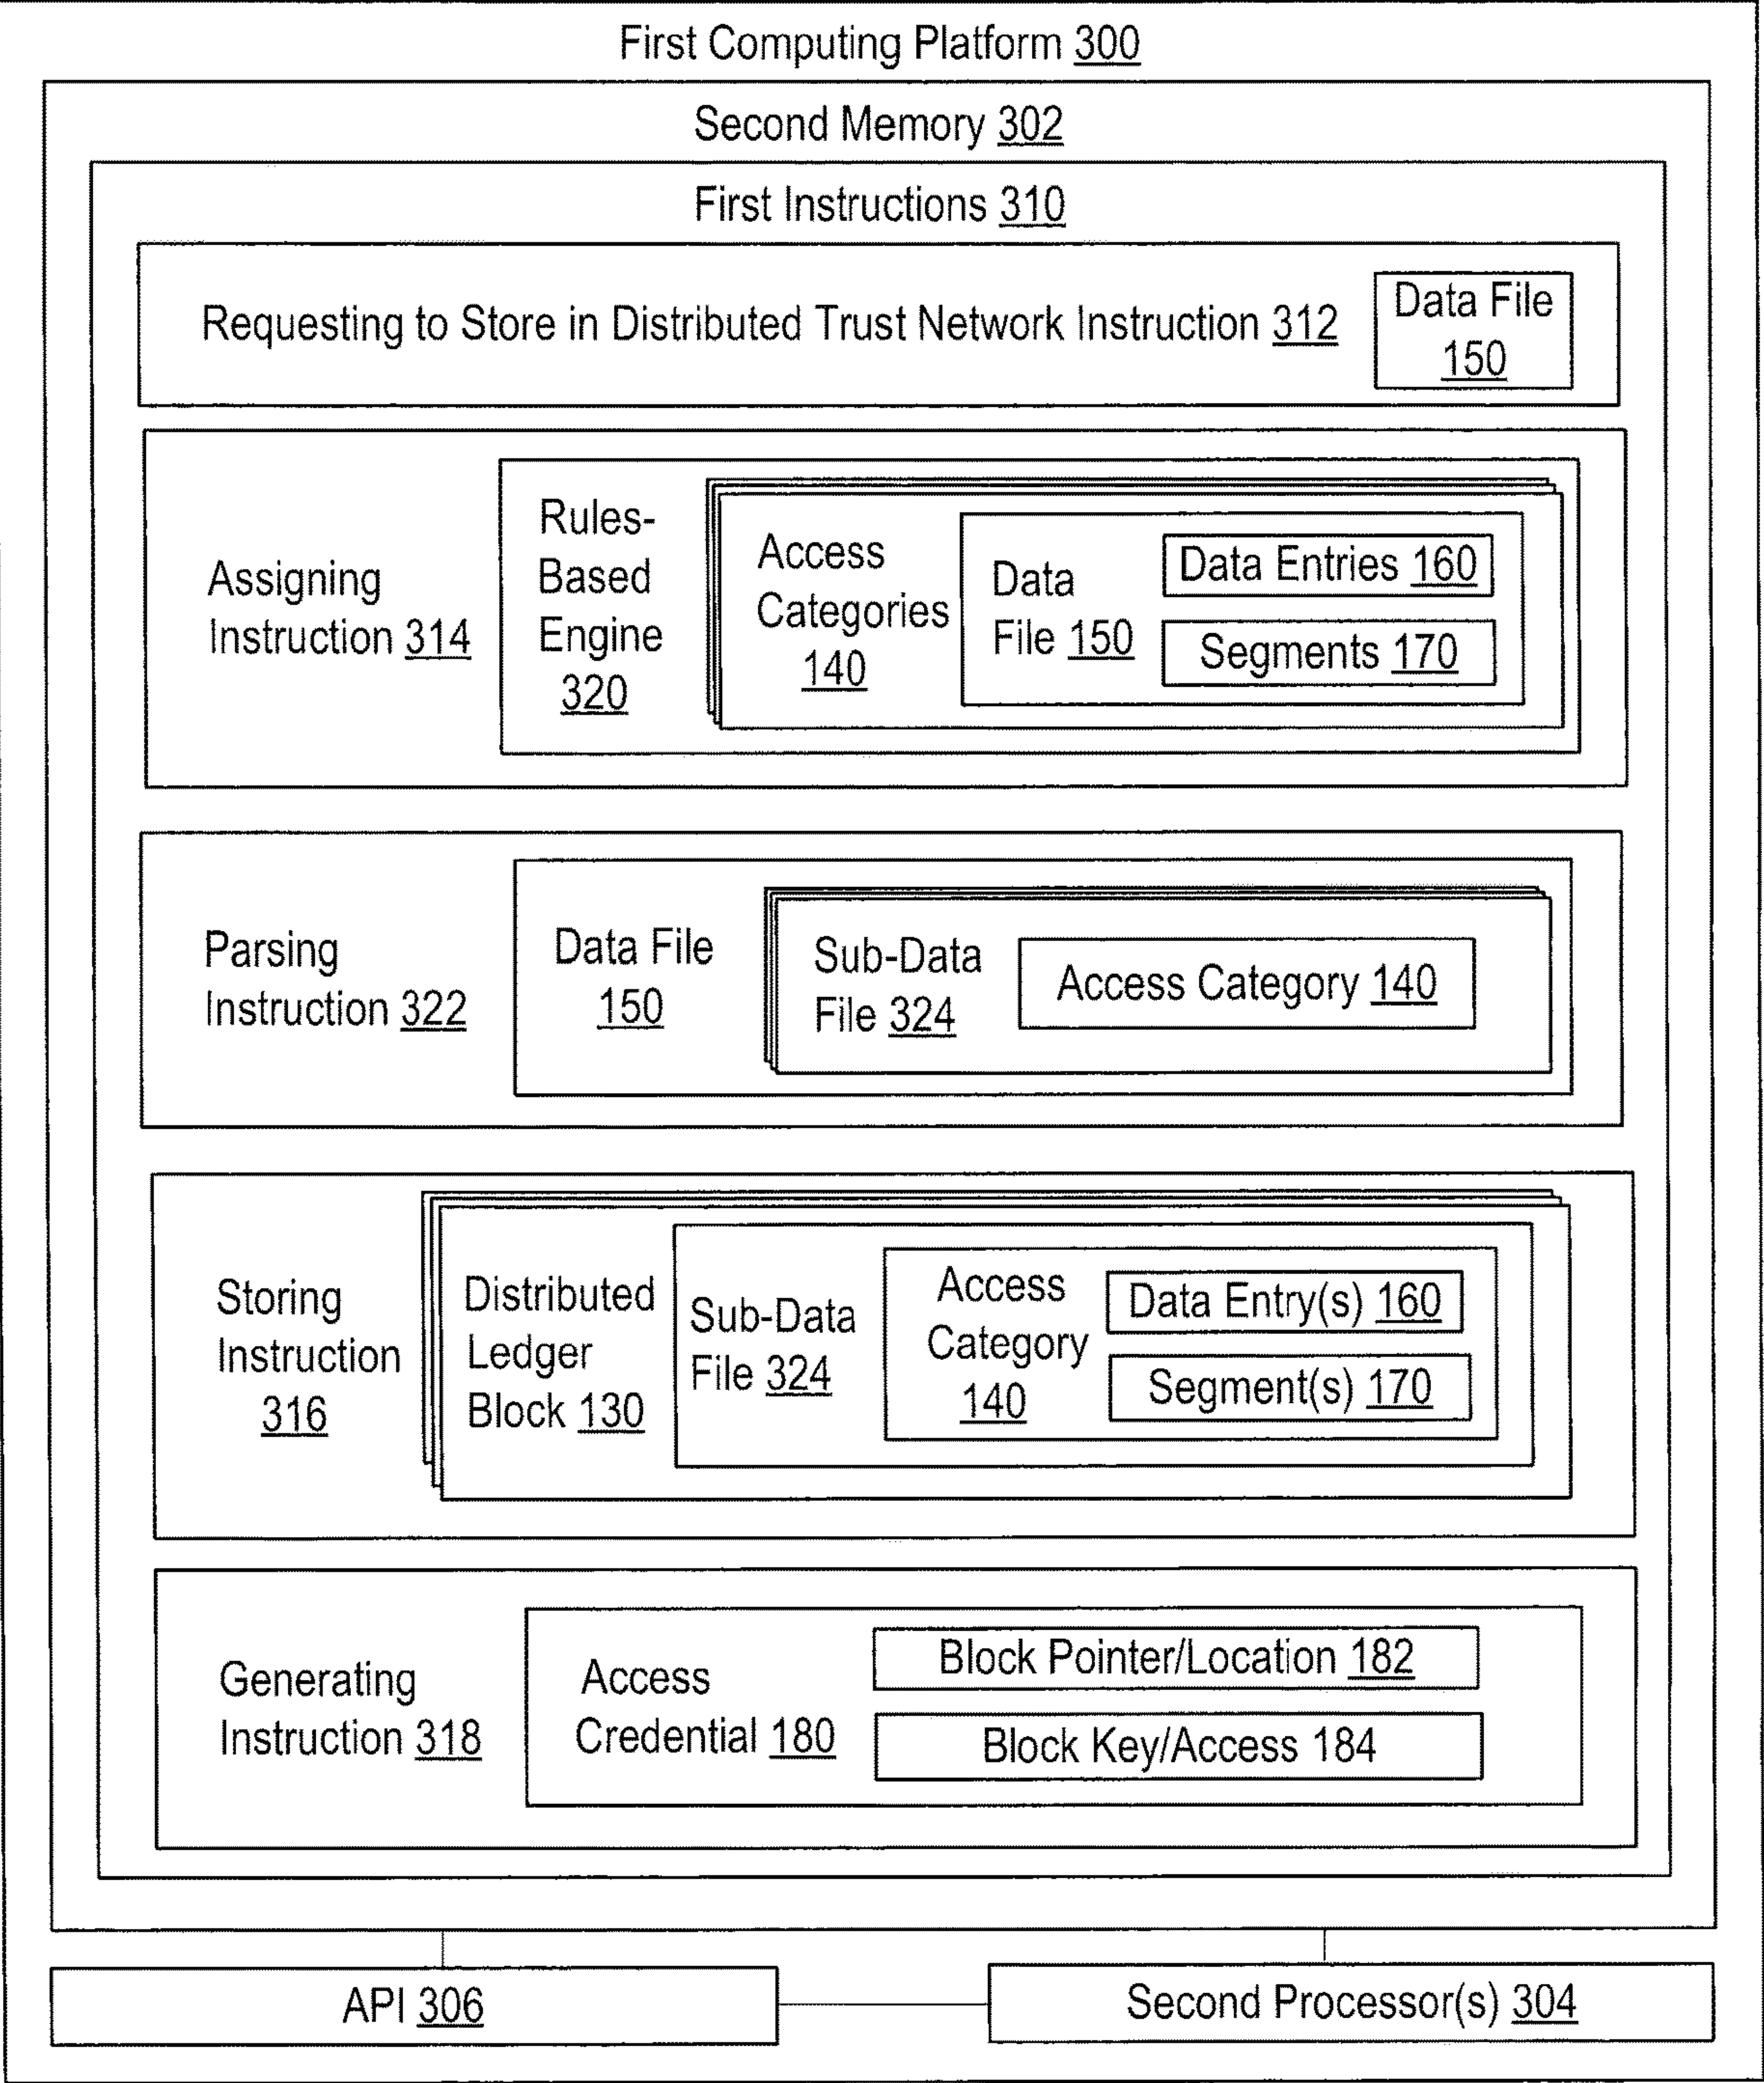 First Computing Platform 300
Second Memory 302
First Instructions 310
Requesting to Store in Distributed Trust Network Instruction 312
Data File
150
Assigning
Instruction 314
Rules-
Based
Engine
320
Access
Categories
140
Data
File 150
Data Entries 160
Segments 170
Parsing
Instruction 322
Data File
150
Sub-Data
File 324
Access Category 140
Storing
Instruction
316
Distributed
Ledger
Block 130
Sub-Data
File 324
Access
Category
140
Data Entry(s) 160
Segment(s) 170
Generating
Instruction 318
Access
Credential 180
Block Pointer/Location 182
Block Key/Access 184
API 306
Second Processor(s) 304